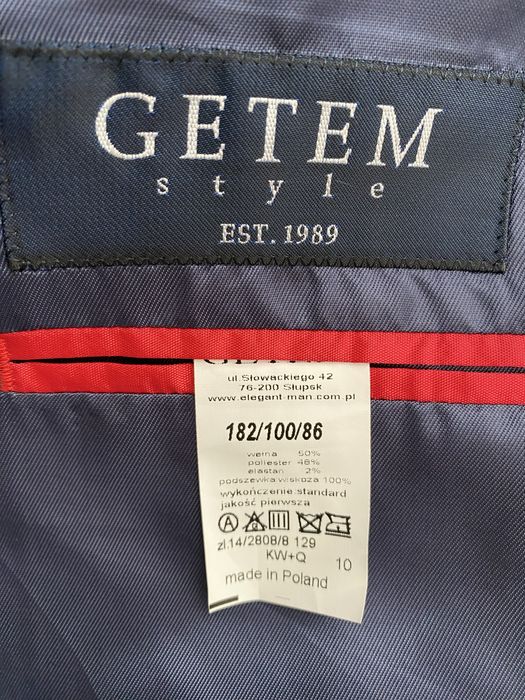 GETEM
style
EST. 1989
ul.Słowackiego 42
76-200 Słupsk
www.elegant-man.com.pl
182/100/86
wełna 50%
poliester 48%
elastan 2%
podszewka:wiskoza 100%
wykończenie:standard
jakość pierwsza
A
zl.14/2808/8 129
KW+Q 10
made in Poland